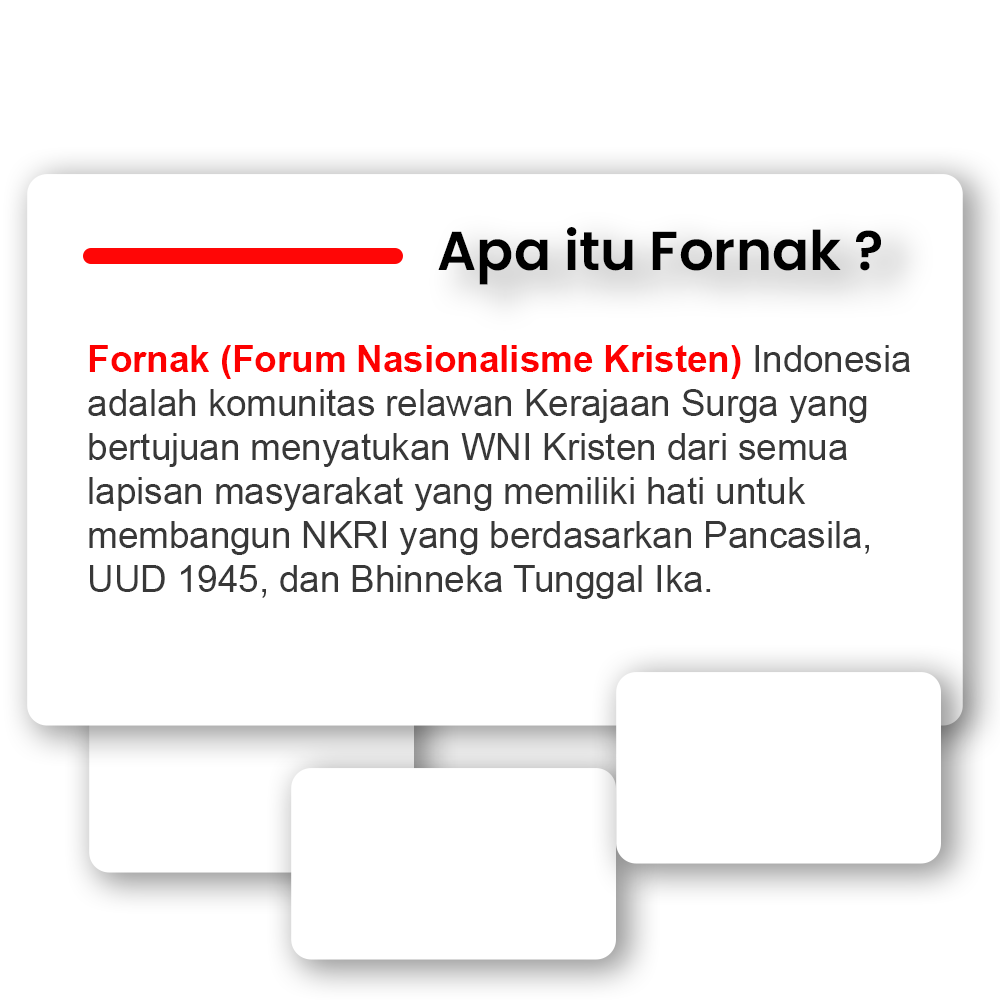 Apa itu Fornak ?
Fornak (Forum Nasionalisme Kristen) Indonesia
adalah komunitas relawan Kerajaan Surga yang
bertujuan menyatukan WNI Kristen dari semua
lapisan masyarakat yang memiliki hati untuk
membangun NKRI yang berdasarkan Pancasila,
UUD 1945, dan Bhinneka Tunggal Ika.